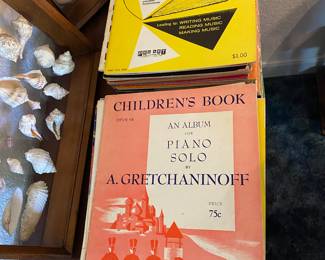 Leading to: WRITING MUSIC
READING MUSIC
MAKING MUSIC
$3.00
CHILDREN'S BOOK
OPUS 98
AN ALBUM
FOR
PIANO
SOLO
BY
A. GRETCHANINOFF
PRICE
75c